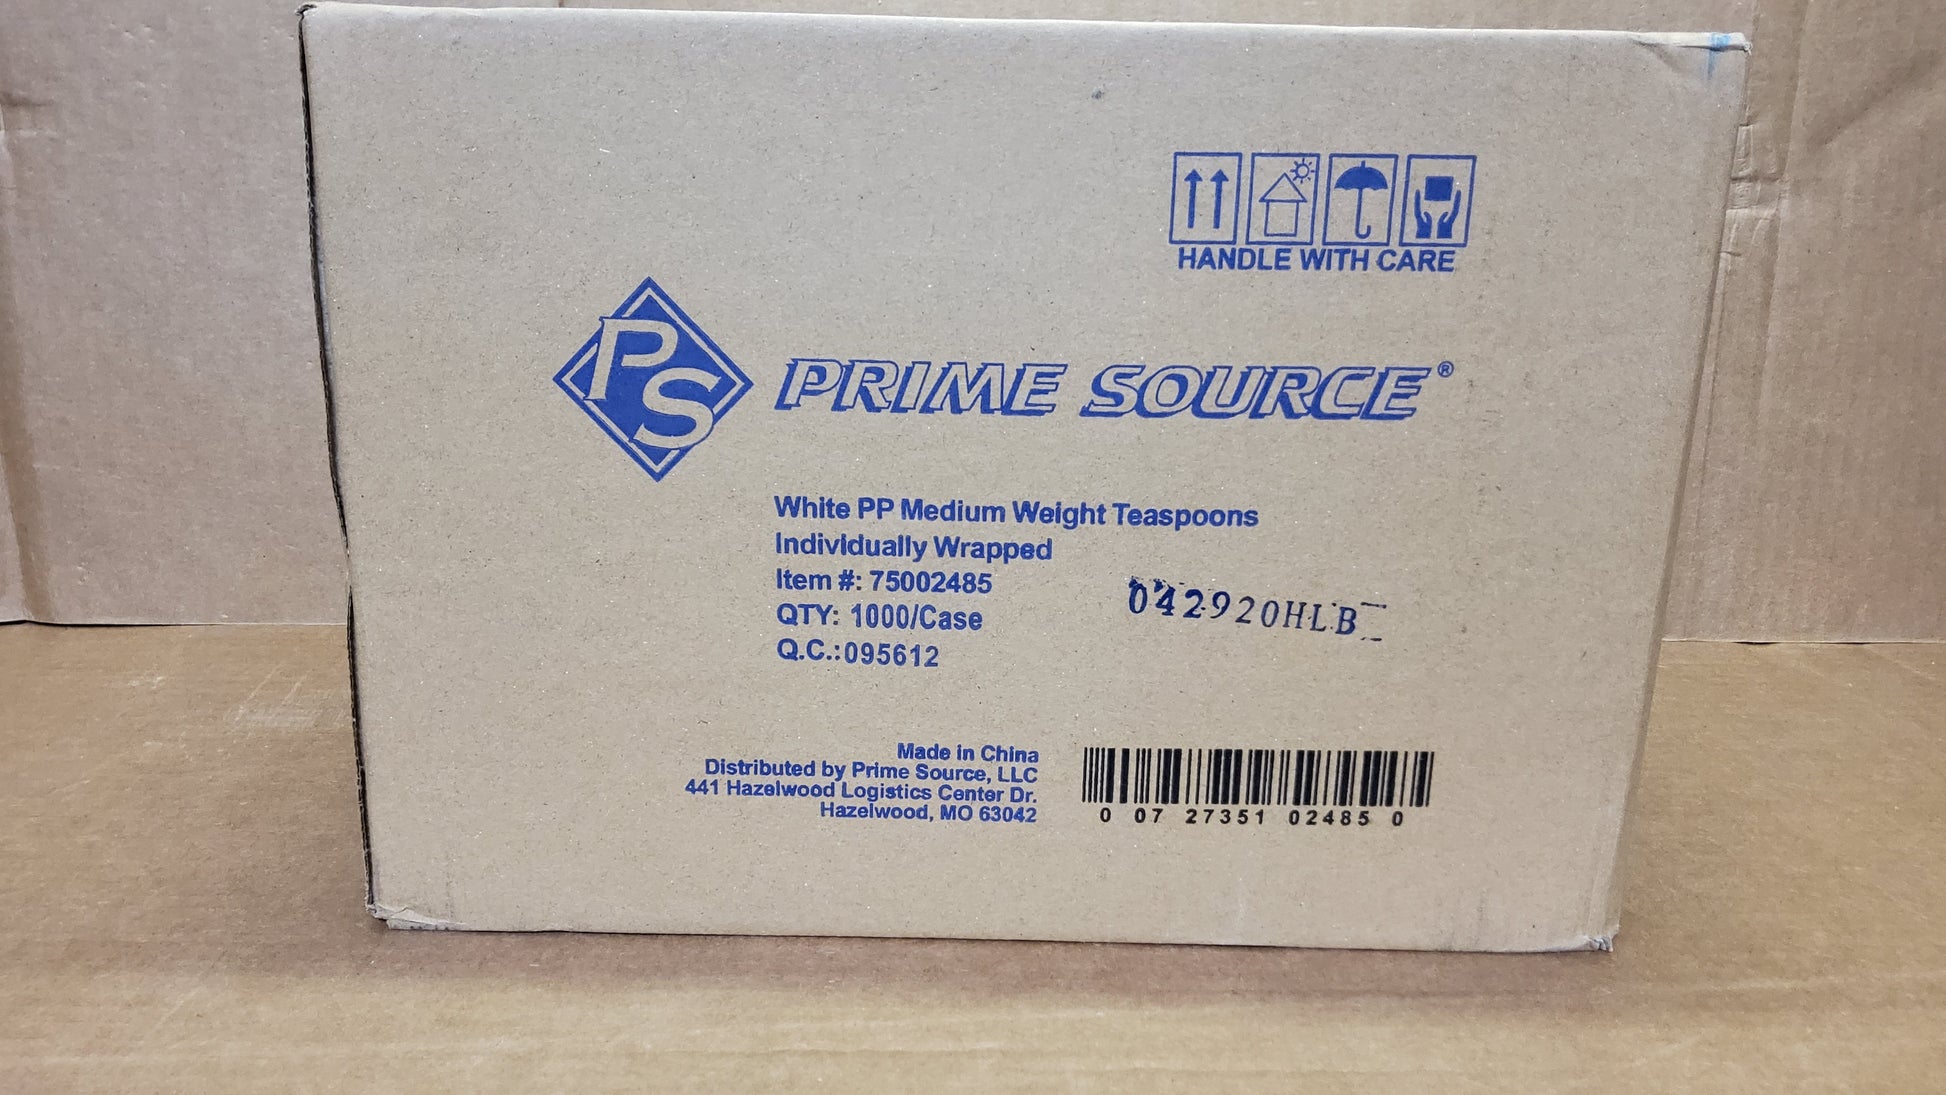 HANDLE WITH CARE
PS
PRIME SOURCE®
White PP Medium Weight Teaspoons
Individually Wrapped
Item #: 75002485
QTY: 1000/Case
Q.C.:095612
042920HLB
Made in China
Distributed by Prime Source, LLC
441 Hazelwood Logistics Center Dr.
Hazelwood, MO 63042
0 07 27351 02485 0